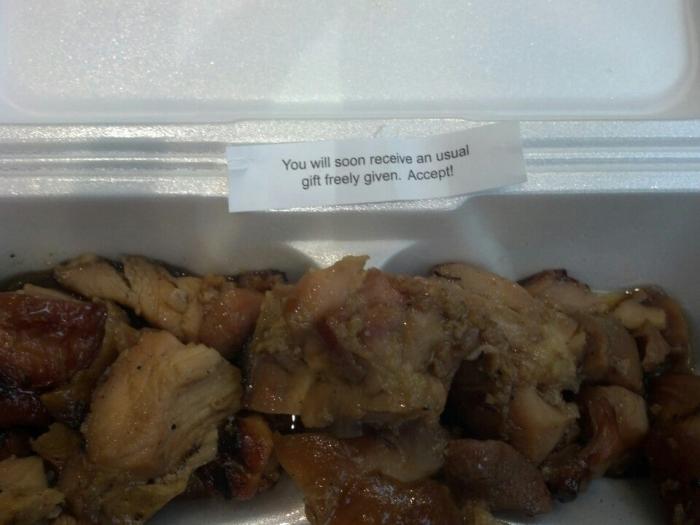 You will soon receive an usual
gift freely given. Accept!